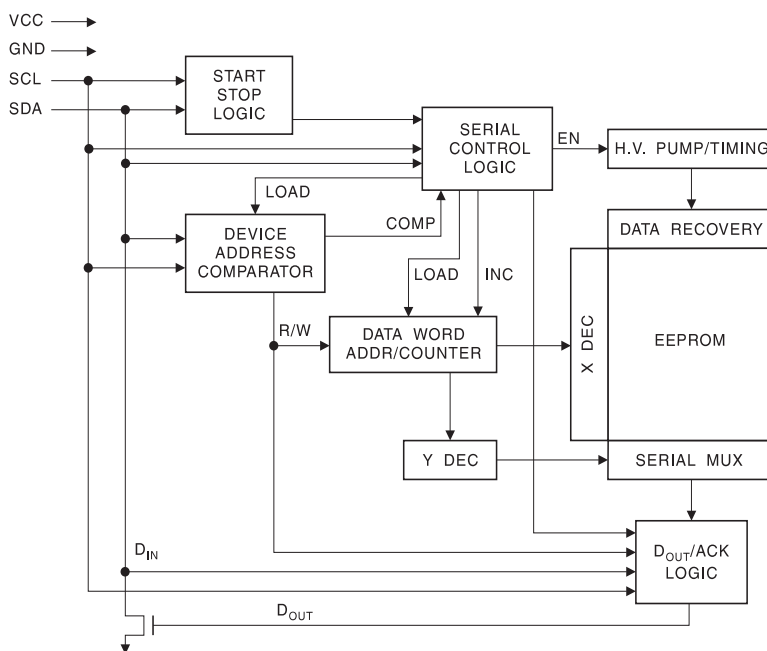 VCC
GND
SCL
SDA
START
STOP
LOGIC
SERIAL
CONTROL
LOGIC
EN
H.V. PUMP/TIMING
LOAD
COMP
DEVICE
ADDRESS
COMPARATOR
DATA RECOVERY
LOAD
INC
R/W
DATA WORD
ADDR/COUNTER
X DEC
EEPROM
Y DEC
SERIAL MUX
DIN
DOUT/ACK
LOGIC
DOUT